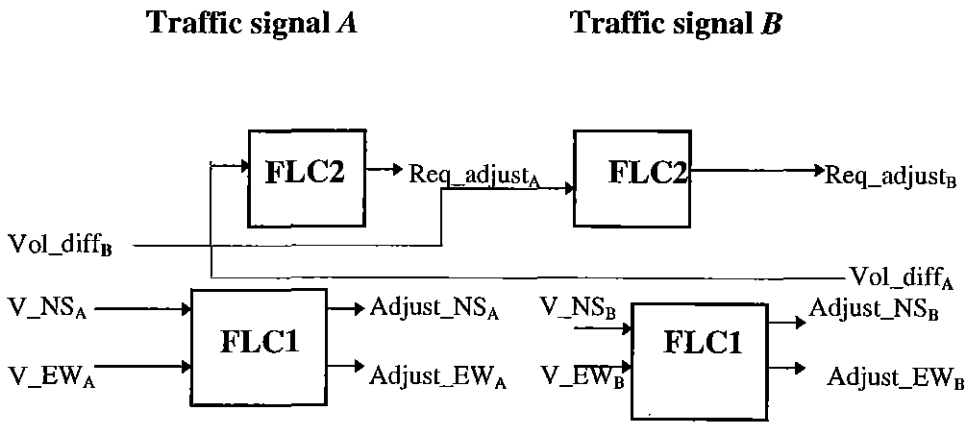 Traffic signal A Traffic signal B
FLC2 Req_adjustA FLC2 Req_adjustB
Vol_diffB
Vol_diffA
V_NSA Adjust_NSA V_NSB Adjust_NSB
FLC1 FLC1
V_EWA Adjust_EWA V_EWB Adjust_EWB